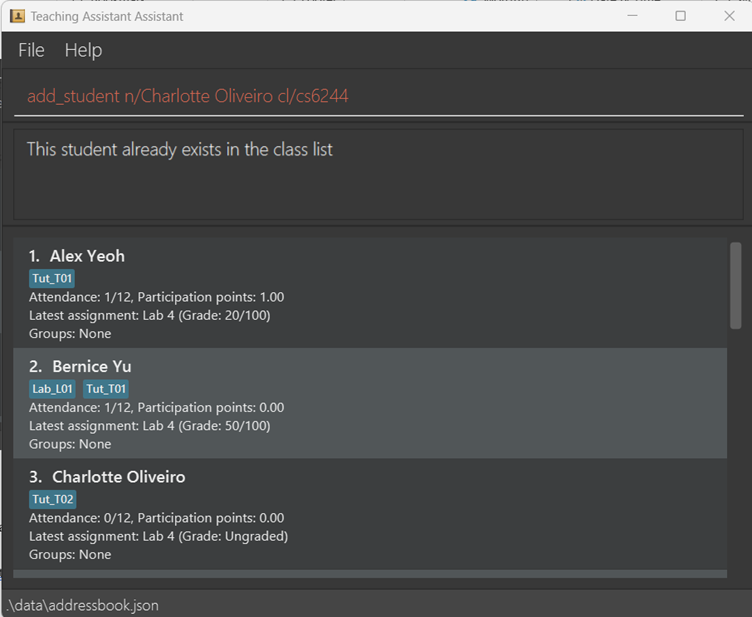 Teaching Assistant Assistant
File Help
add_student n/Charlotte Oliveiro cl/cs6244
This student already exists in the class list
1. Alex Yeoh
Tut_T01
Attendance: 1/12, Participation points: 1.00
Latest assignment: Lab 4 (Grade: 20/100)
Groups: None
2. Bernice Yu
Lab_L01 Tut_T01
Attendance: 1/12, Participation points: 0.00
Latest assignment: Lab 4 (Grade: 50/100)
Groups: None
3. Charlotte Oliveiro
Tut_T02
Attendance: 0/12, Participation points: 0.00
Latest assignment: Lab 4 (Grade: Ungraded)
Groups: None
.\data\addressbook.json